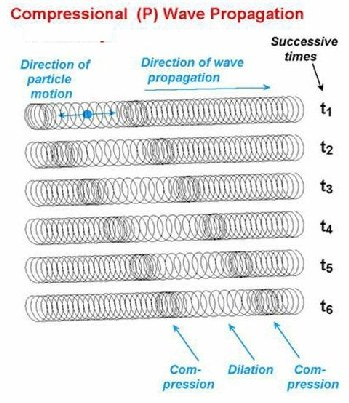 Compressional (P) Wave Propagation
Successive
times
Direction of
particle
motion
Direction of wave
propagation
t1
t2
t3
t4
t5
t6
Com-
pression
Dilation
Com-
pression